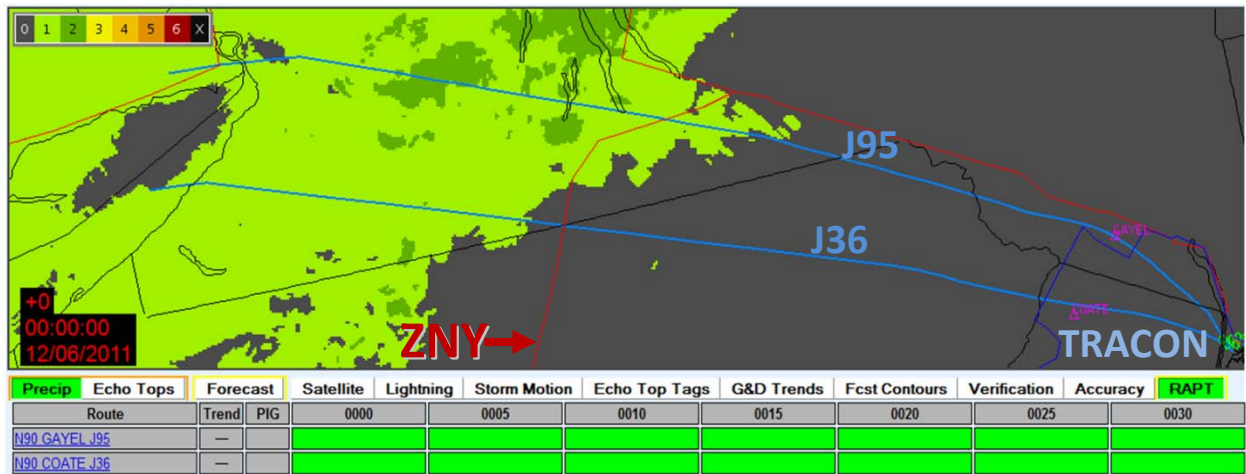 0 1 2 3 4 5 6 X
J95
GAYEL
J36
+0
00:00:00
12/06/2011
ZNY
TRACON
Precip Echo Tops Forecast Satellite Lightning Storm Motion Echo Top Tags G&D Trends Fcst Contours Verification Accuracy RAPT
Route Trend PIG 0000 0005 0010 0015 0020 0025 0030
N90 GAYEL J95 —
N90 COATE J36 —